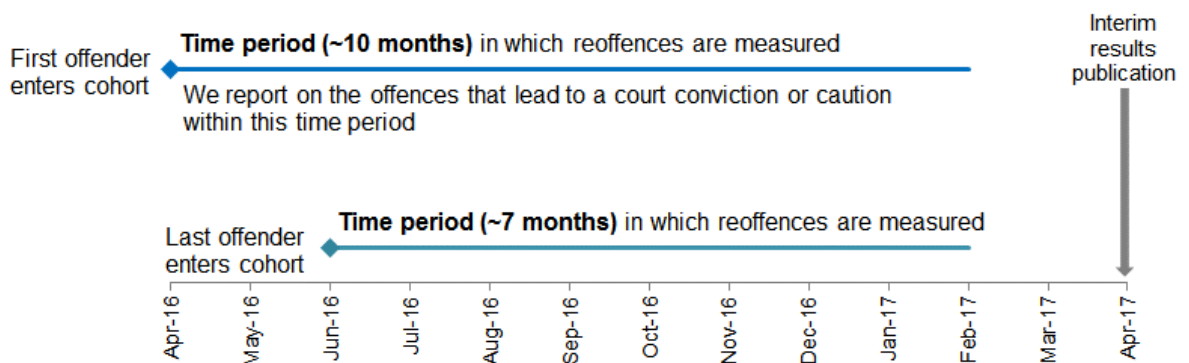 First offender
enters cohort
Time period (~10 months) in which reoffences are measured
We report on the offences that lead to a court conviction or caution
within this time period
Interim
results
publication
Last offender
enters cohort
Time period (~7 months) in which reoffences are measured
Apr-16
May-16
Jun-16
Jul-16
Aug-16
Sep-16
Oct-16
Nov-16
Dec-16
Jan-17
Feb-17
Mar-17
Apr-17